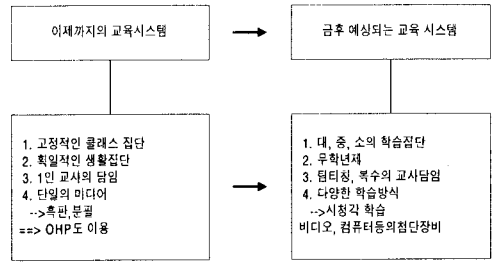 이제까지의 교육시스템
금후 예상되는 교육 시스템
1. 고정적인 클래스 집단
2. 획일적인 생활집단
3. 1인 교사의 담임
4. 단일의 미디어
-->흑판,분필
==> OHP도 이용
1. 대, 중, 소의 학습집단
2. 무학년제
3. 팀티칭, 복수의 교사담임
4. 다양한 학습방식
-->시청각 학습
비디오, 컴퓨터등의첨단장비